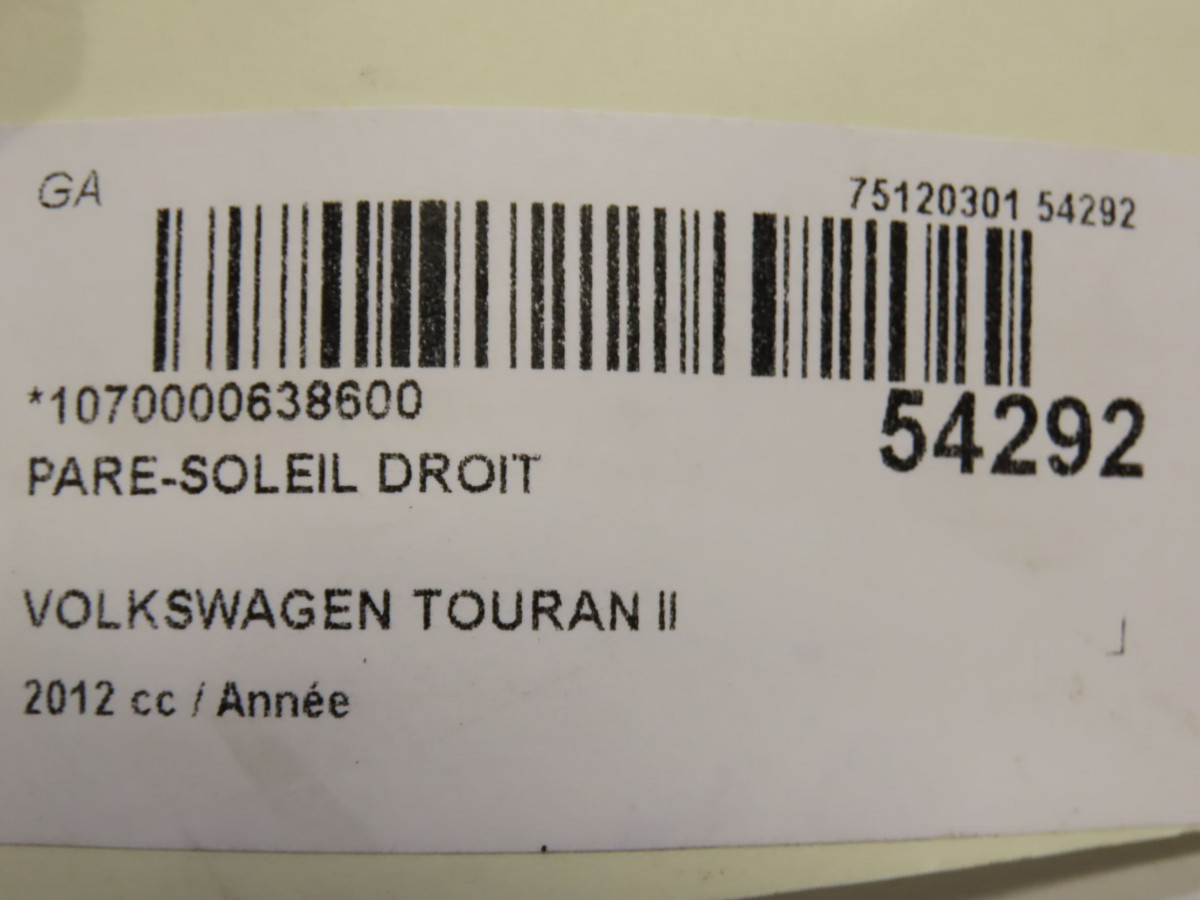 GA
75120301 54292
*1070000638600
54292
PARE-SOLEIL DROIT
VOLKSWAGEN TOURAN II
2012 cc / Année